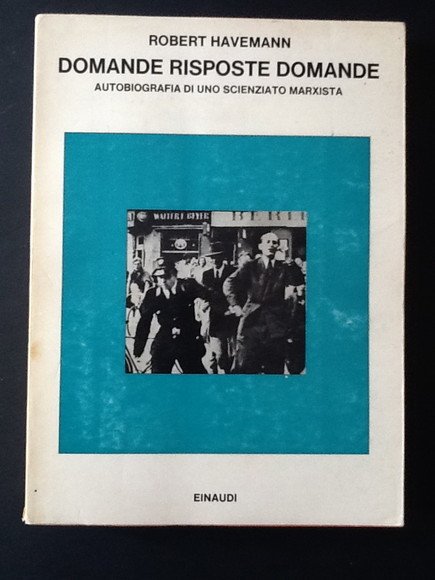 ROBERT HAVEMANN
DOMANDE RISPOSTE DOMANDE
AUTOBIOGRAFIA DI UNO SCIENZIATO MARXISTA
EINAUDI